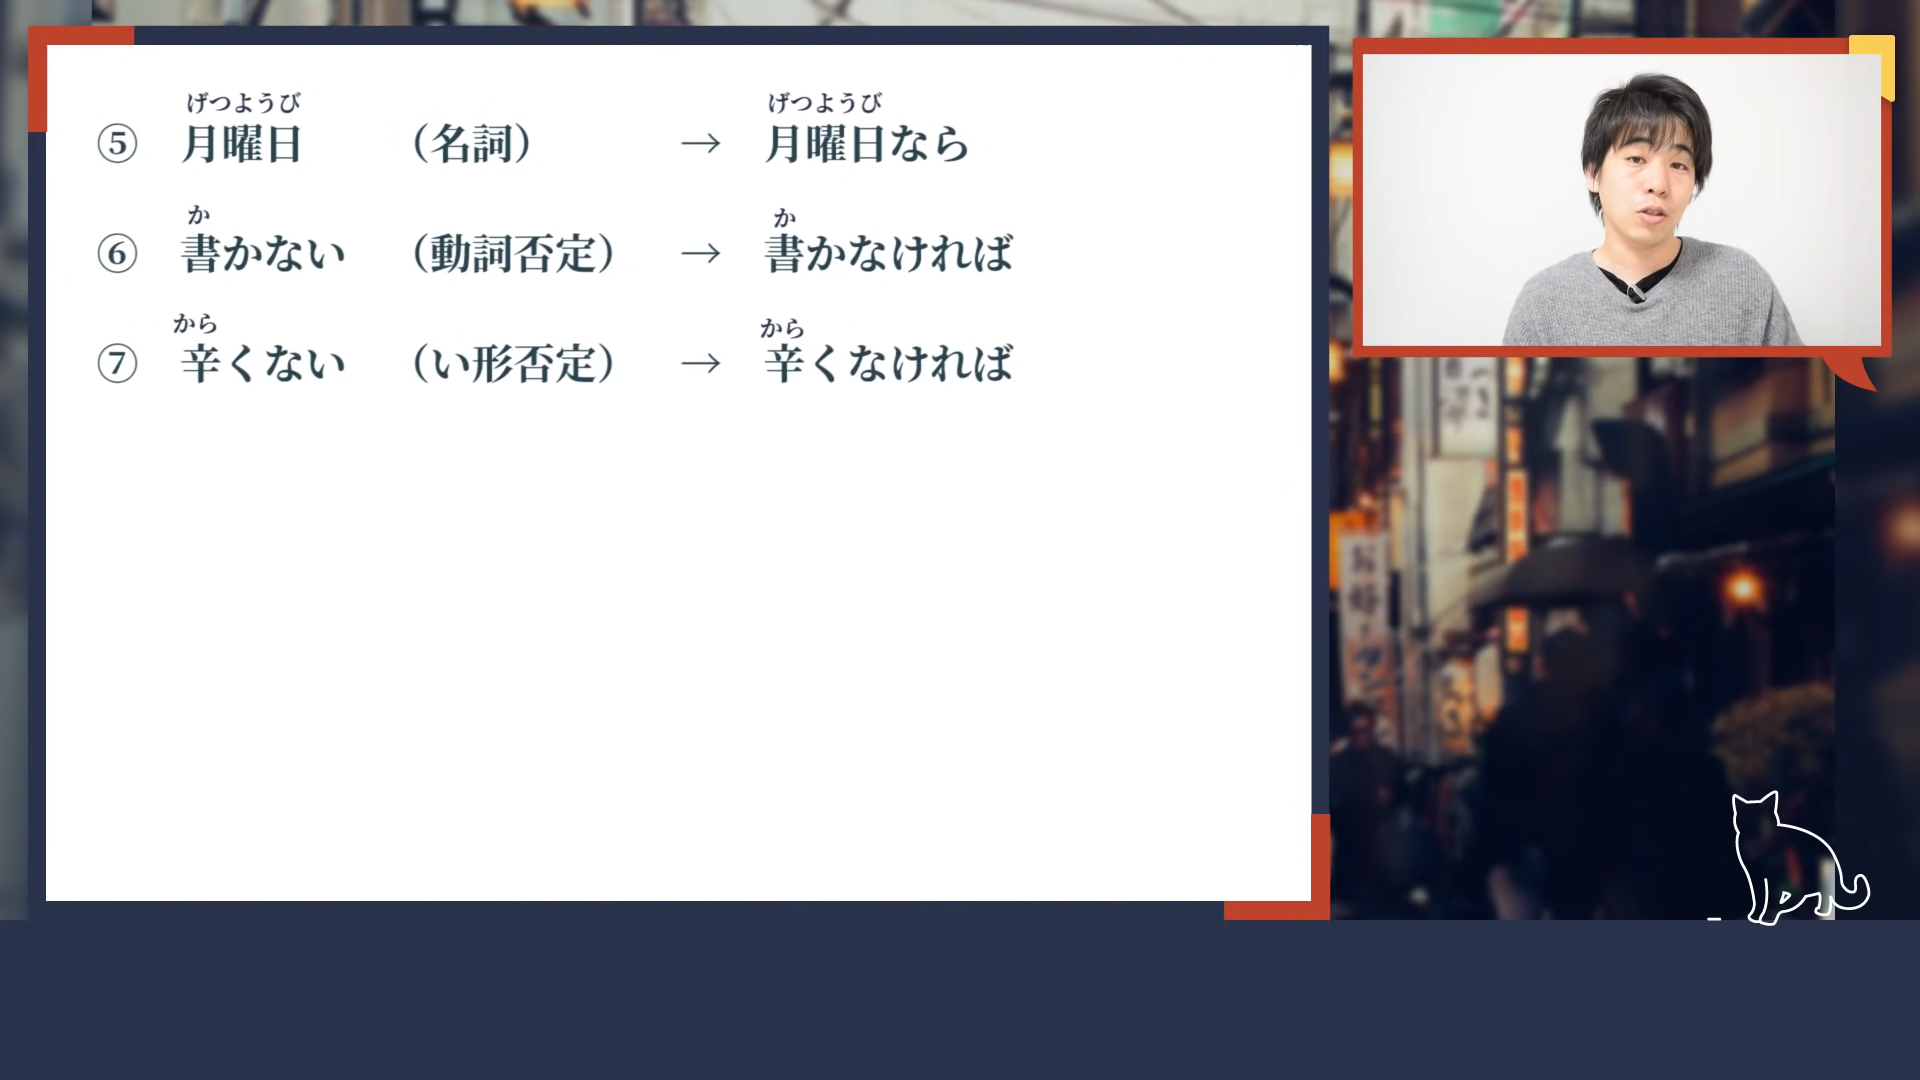 げつようび げつようび
⑤ 月曜日 （名詞） → 月曜日なら
か か
⑥ 書かない （動詞否定） → 書かなければ
から から
⑦ 辛くない （い形否定） → 辛くなければ
お好